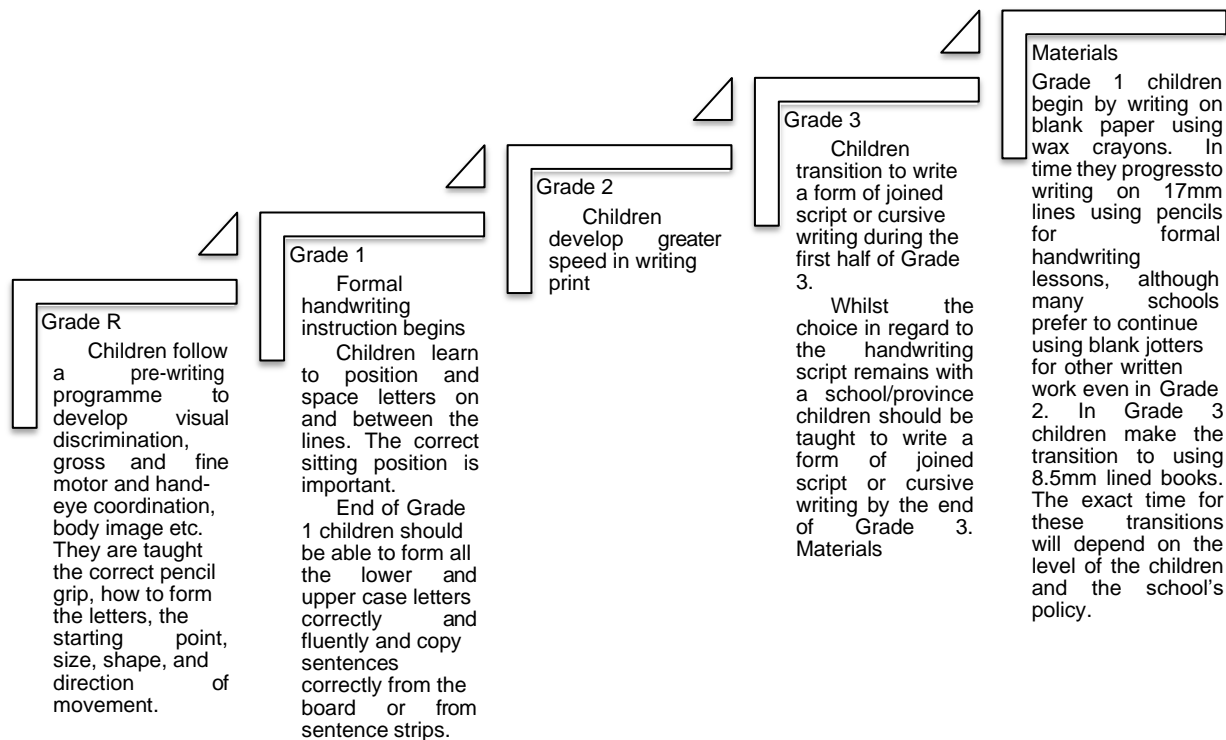 Grade R
Children follow
a pre-writing
programme to
develop visual
discrimination,
gross and fine
motor and hand-
eye coordination,
body image etc.
They are taught
the correct pencil
grip, how to form
the letters, the
starting point,
size, shape, and
direction of
movement.
Grade 1
Formal
handwriting
instruction begins
Children learn
to position and
space letters on
and between the
lines. The correct
sitting position is
important.
End of Grade
1 children should
be able to form all
the lower and
upper case letters
correctly and
fluently and copy
sentences
correctly from the
board or from
sentence strips.
Grade 2
Children
develop greater
speed in writing
print
Grade 3
Children
transition to write
a form of joined
script or cursive
writing during the
first half of Grade
3.
Whilst the
choice in regard to
the handwriting
script remains with
a school/province
children should be
taught to write a
form of joined
script or cursive
writing by the end
of Grade 3.
Materials
Materials
Grade 1 children
begin by writing on
blank paper using
wax crayons. In
time they progressto
writing on 17mm
lines using pencils
for formal
handwriting
lessons, although
many schools
prefer to continue
using blank jotters
for other written
work even in Grade
2. In Grade 3
children make the
transition to using
8.5mm lined books.
The exact time for
these transitions
will depend on the
level of the children
and the school's
policy.